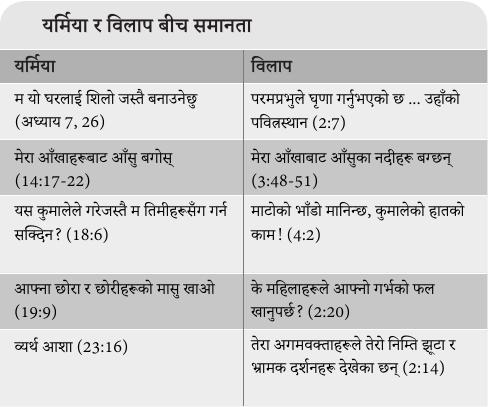 यर्मिया र विलाप बीच समानता
यर्मिया
विलाप
म यो घरलाई शिलो जस्तै बनाउनेछु
(अध्याय 7, 26)
परमप्रभुले घृणा गर्नुभएको छ ... उहाँको
पवित्रस्थान (2:7)
मेरा आँखाहरूबाट आँसु बगोस्
(14:17-22)
मेरा आँखाबाट आँसुका नदीहरू बग्छन्
(3:48-51)
यस कुमालेले गरेजस्तै म तिमीहरूसँग गर्न
सक्दिन? (18:6)
माटोको भाँडो मानिन्छ, कुमालेको हातको
काम! (4:2)
आफ्ना छोरा र छोरीहरूको मासु खाओ
(19:9)
के महिलाहरूले आफ्नो गर्भको फल
खानुपर्छ? (2:20)
व्यर्थ आशा (23:16)
तेरा अगमवक्ताहरूले तेरो निम्ति झूटा र
भ्रामक दर्शनहरू देखेका छन् (2:14)